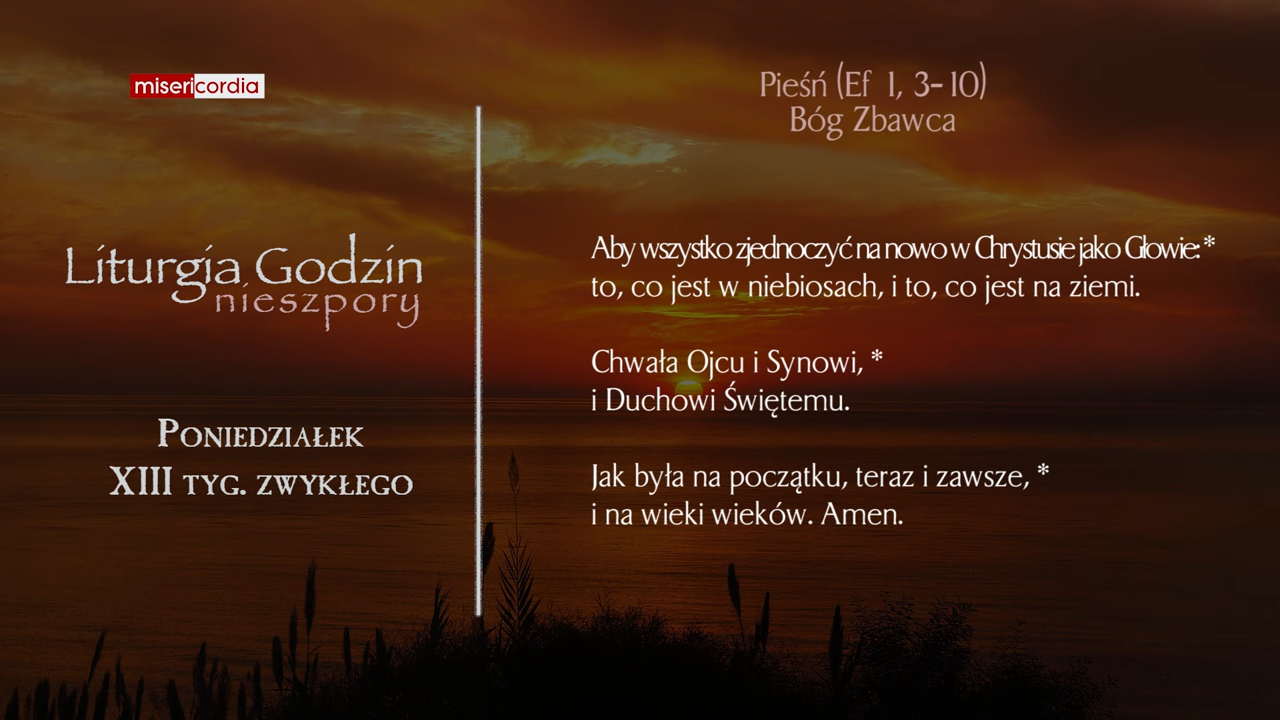 misericordia
Liturgia Godzin
nieszpory
Poniedziałek
XIII tyg. zwykłego
Pieśń (Ef 1, 3-10)
Bóg Zbawca
Aby wszystko zjednoczyć na nowo w Chrystusie jako Głowie: *
to, co jest w niebiosach, i to, co jest na ziemi.
Chwała Ojcu i Synowi, *
i Duchowi Świętemu.
Jak była na początku, teraz i zawsze, *
i na wieki wieków. Amen.